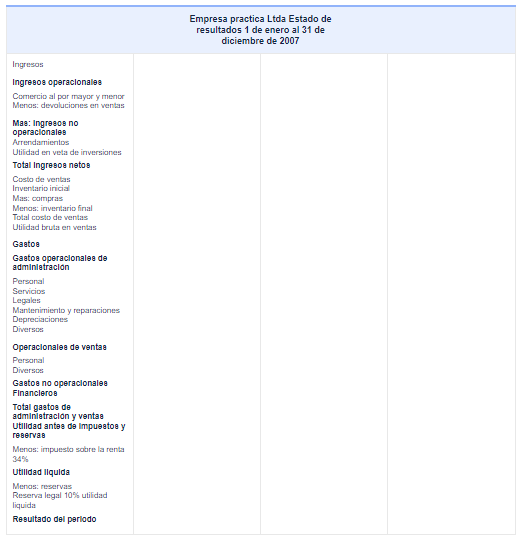 Empresa practica Ltda Estado de
resultados 1 de enero al 31 de
diciembre de 2007
Ingresos
Ingresos operacionales
Comercio al por mayor y menor
Menos: devoluciones en ventas
Mas: Ingresos no
operacionales
Arrendamientos
Utilidad en veta de inversiones
Total Ingresos netos
Costo de ventas
Inventario inicial
Mas: compras
Menos: inventario final
Total costo de ventas
Utilidad bruta en ventas
Gastos
Gastos operacionales de
administración
Personal
Servicios
Legales
Mantenimiento y reparaciones
Depreciaciones
Diversos
Operacionales de ventas
Personal
Diversos
Gastos no operacionales
Financieros
Total gastos de
administración y ventas
Utilidad antes de Impuestos y
reservas
Menos: impuesto sobre la renta
34%
Utilidad liquida
Menos: reservas
Reserva legal 10% utilidad
liquida
Resultado del periodo